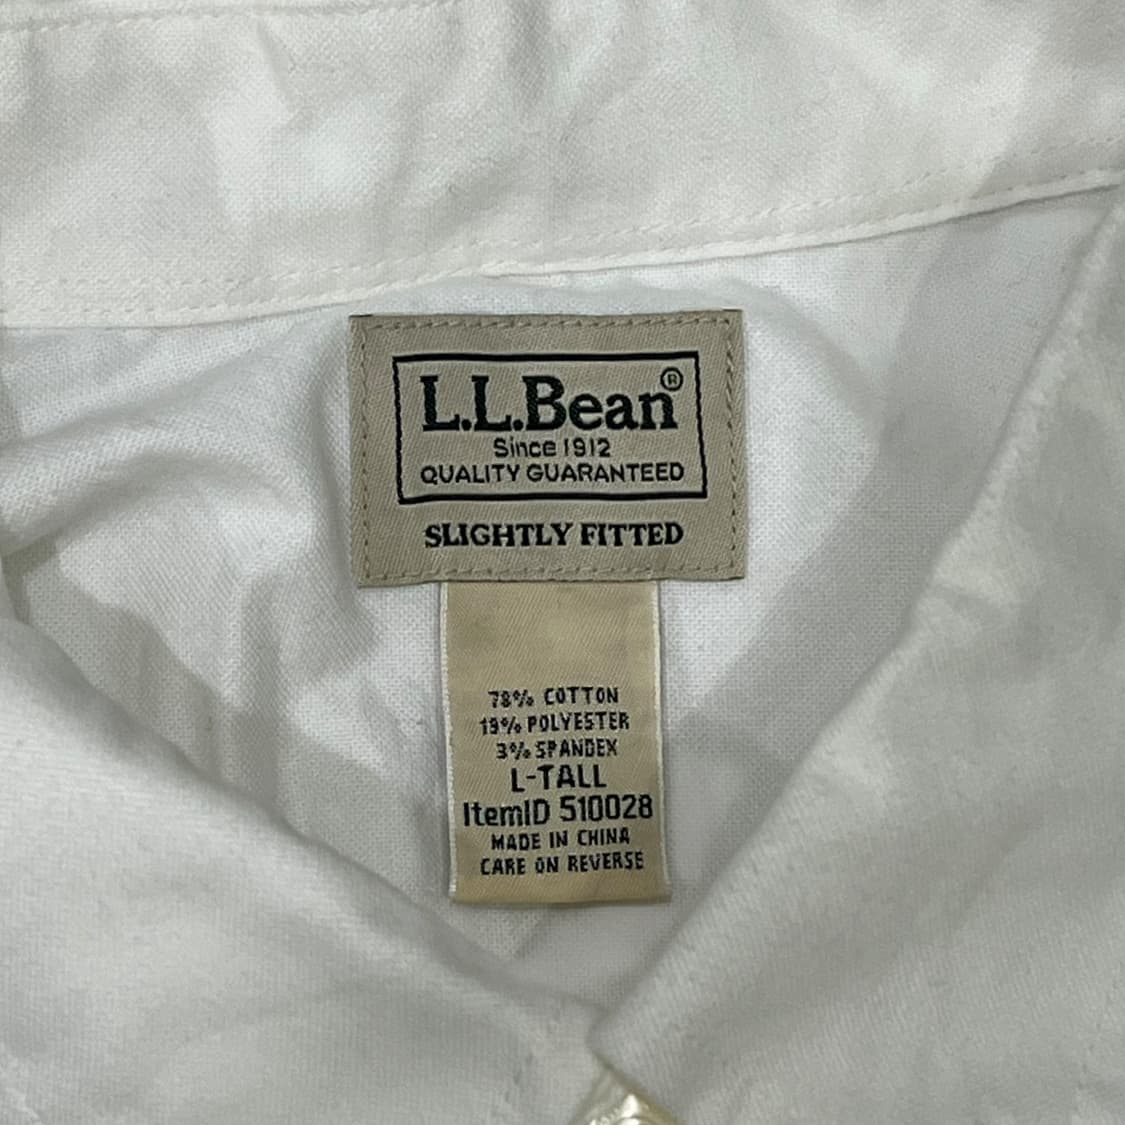 L.L.Bean®
Since 1912
QUALITY GUARANTEED
SLIGHTLY FITTED
78% COTTON
19% POLYESTER
3% SPANDEX
L-TALL
ItemID 510028
MADE IN CHINA
CARE ON REVERSE